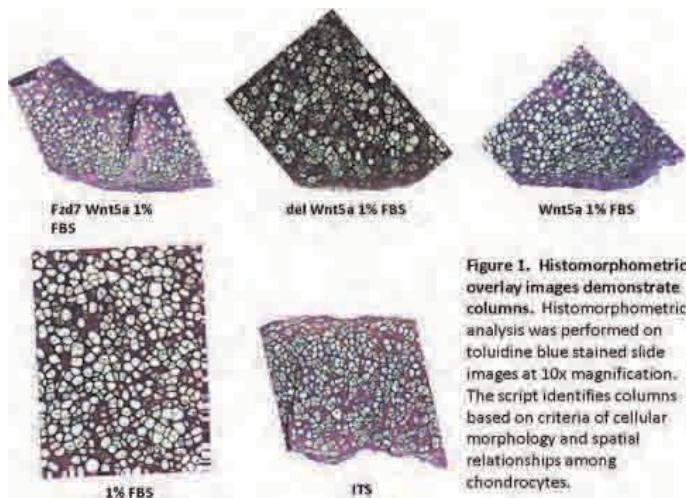 Fzd7 Wnt5a 1%
FBS
del Wnt5a 1% FBS
Wnt5a 1% FBS
1% FBS
ITS
Figure 1. Histomorphometric
overlay images demonstrate
columns. Histomorphometric
analysis was performed on
toluidine blue stained slide
images at 10x magnification.
The script identifies columns
based on criteria of cellular
morphology and spatial
relationships among
chondrocytes.